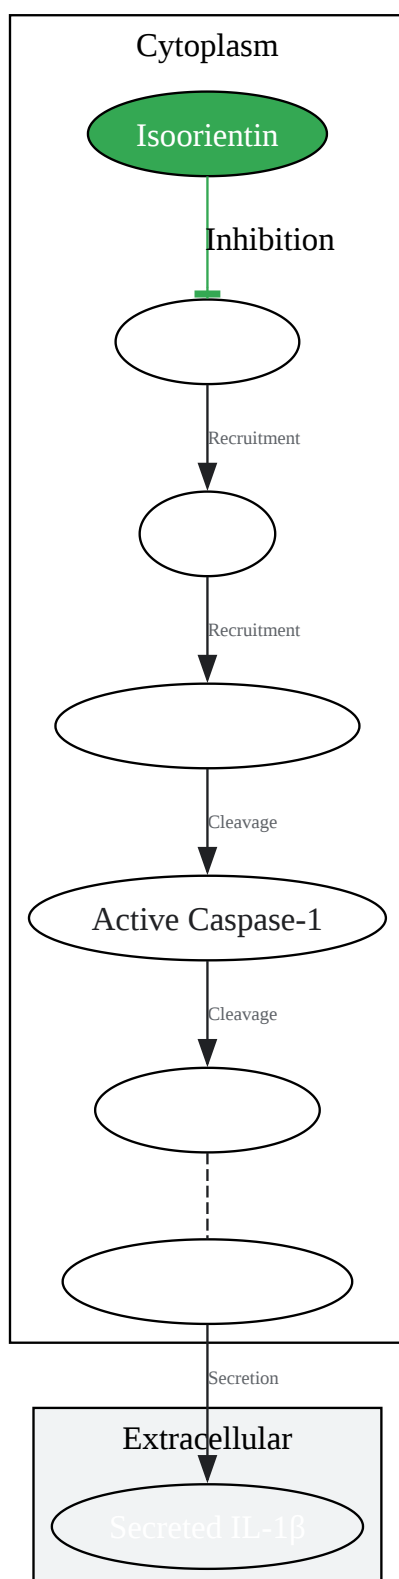 Cytoplasm
Isoorientin
Inhibition
Recruitment
Recruitment
Cleavage
Active Caspase-1
Cleavage
Secretion
Extracellular
Secreted IL-1β